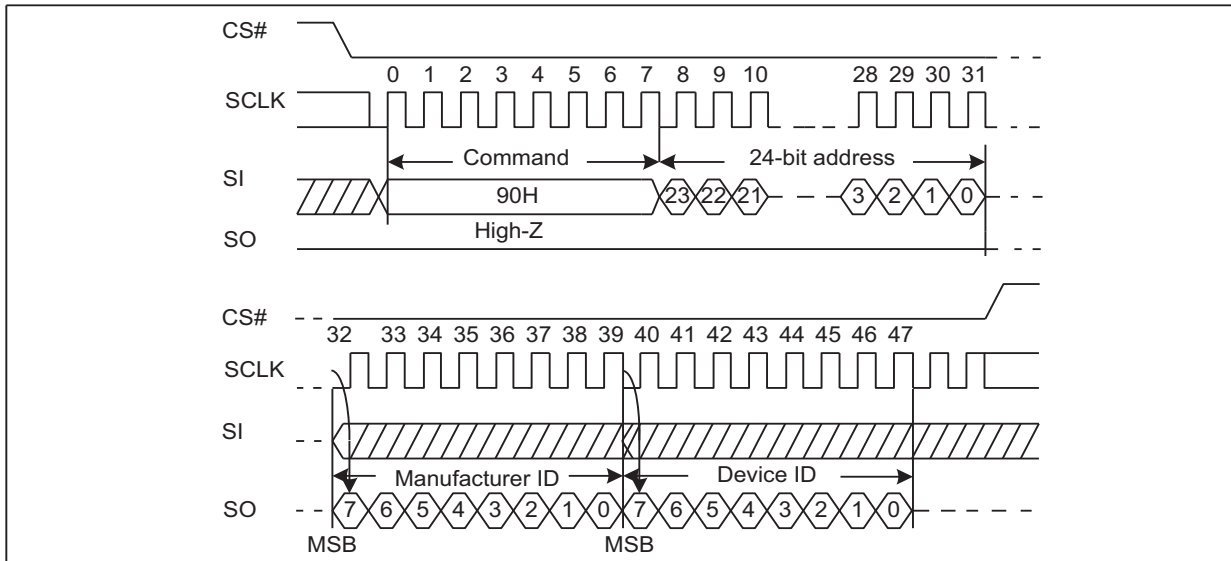 CS#
0 1 2 3 4 5 6 7 8 9 10 28 29 30 31
SCLK
Command 24-bit address
SI 90H 23 22 21 3 2 1 0
High-Z
SO
CS#
32 33 34 35 36 37 38 39 40 41 42 43 44 45 46 47
SCLK
SI
Manufacturer ID Device ID
SO 7 6 5 4 3 2 1 0 7 6 5 4 3 2 1 0
MSB MSB